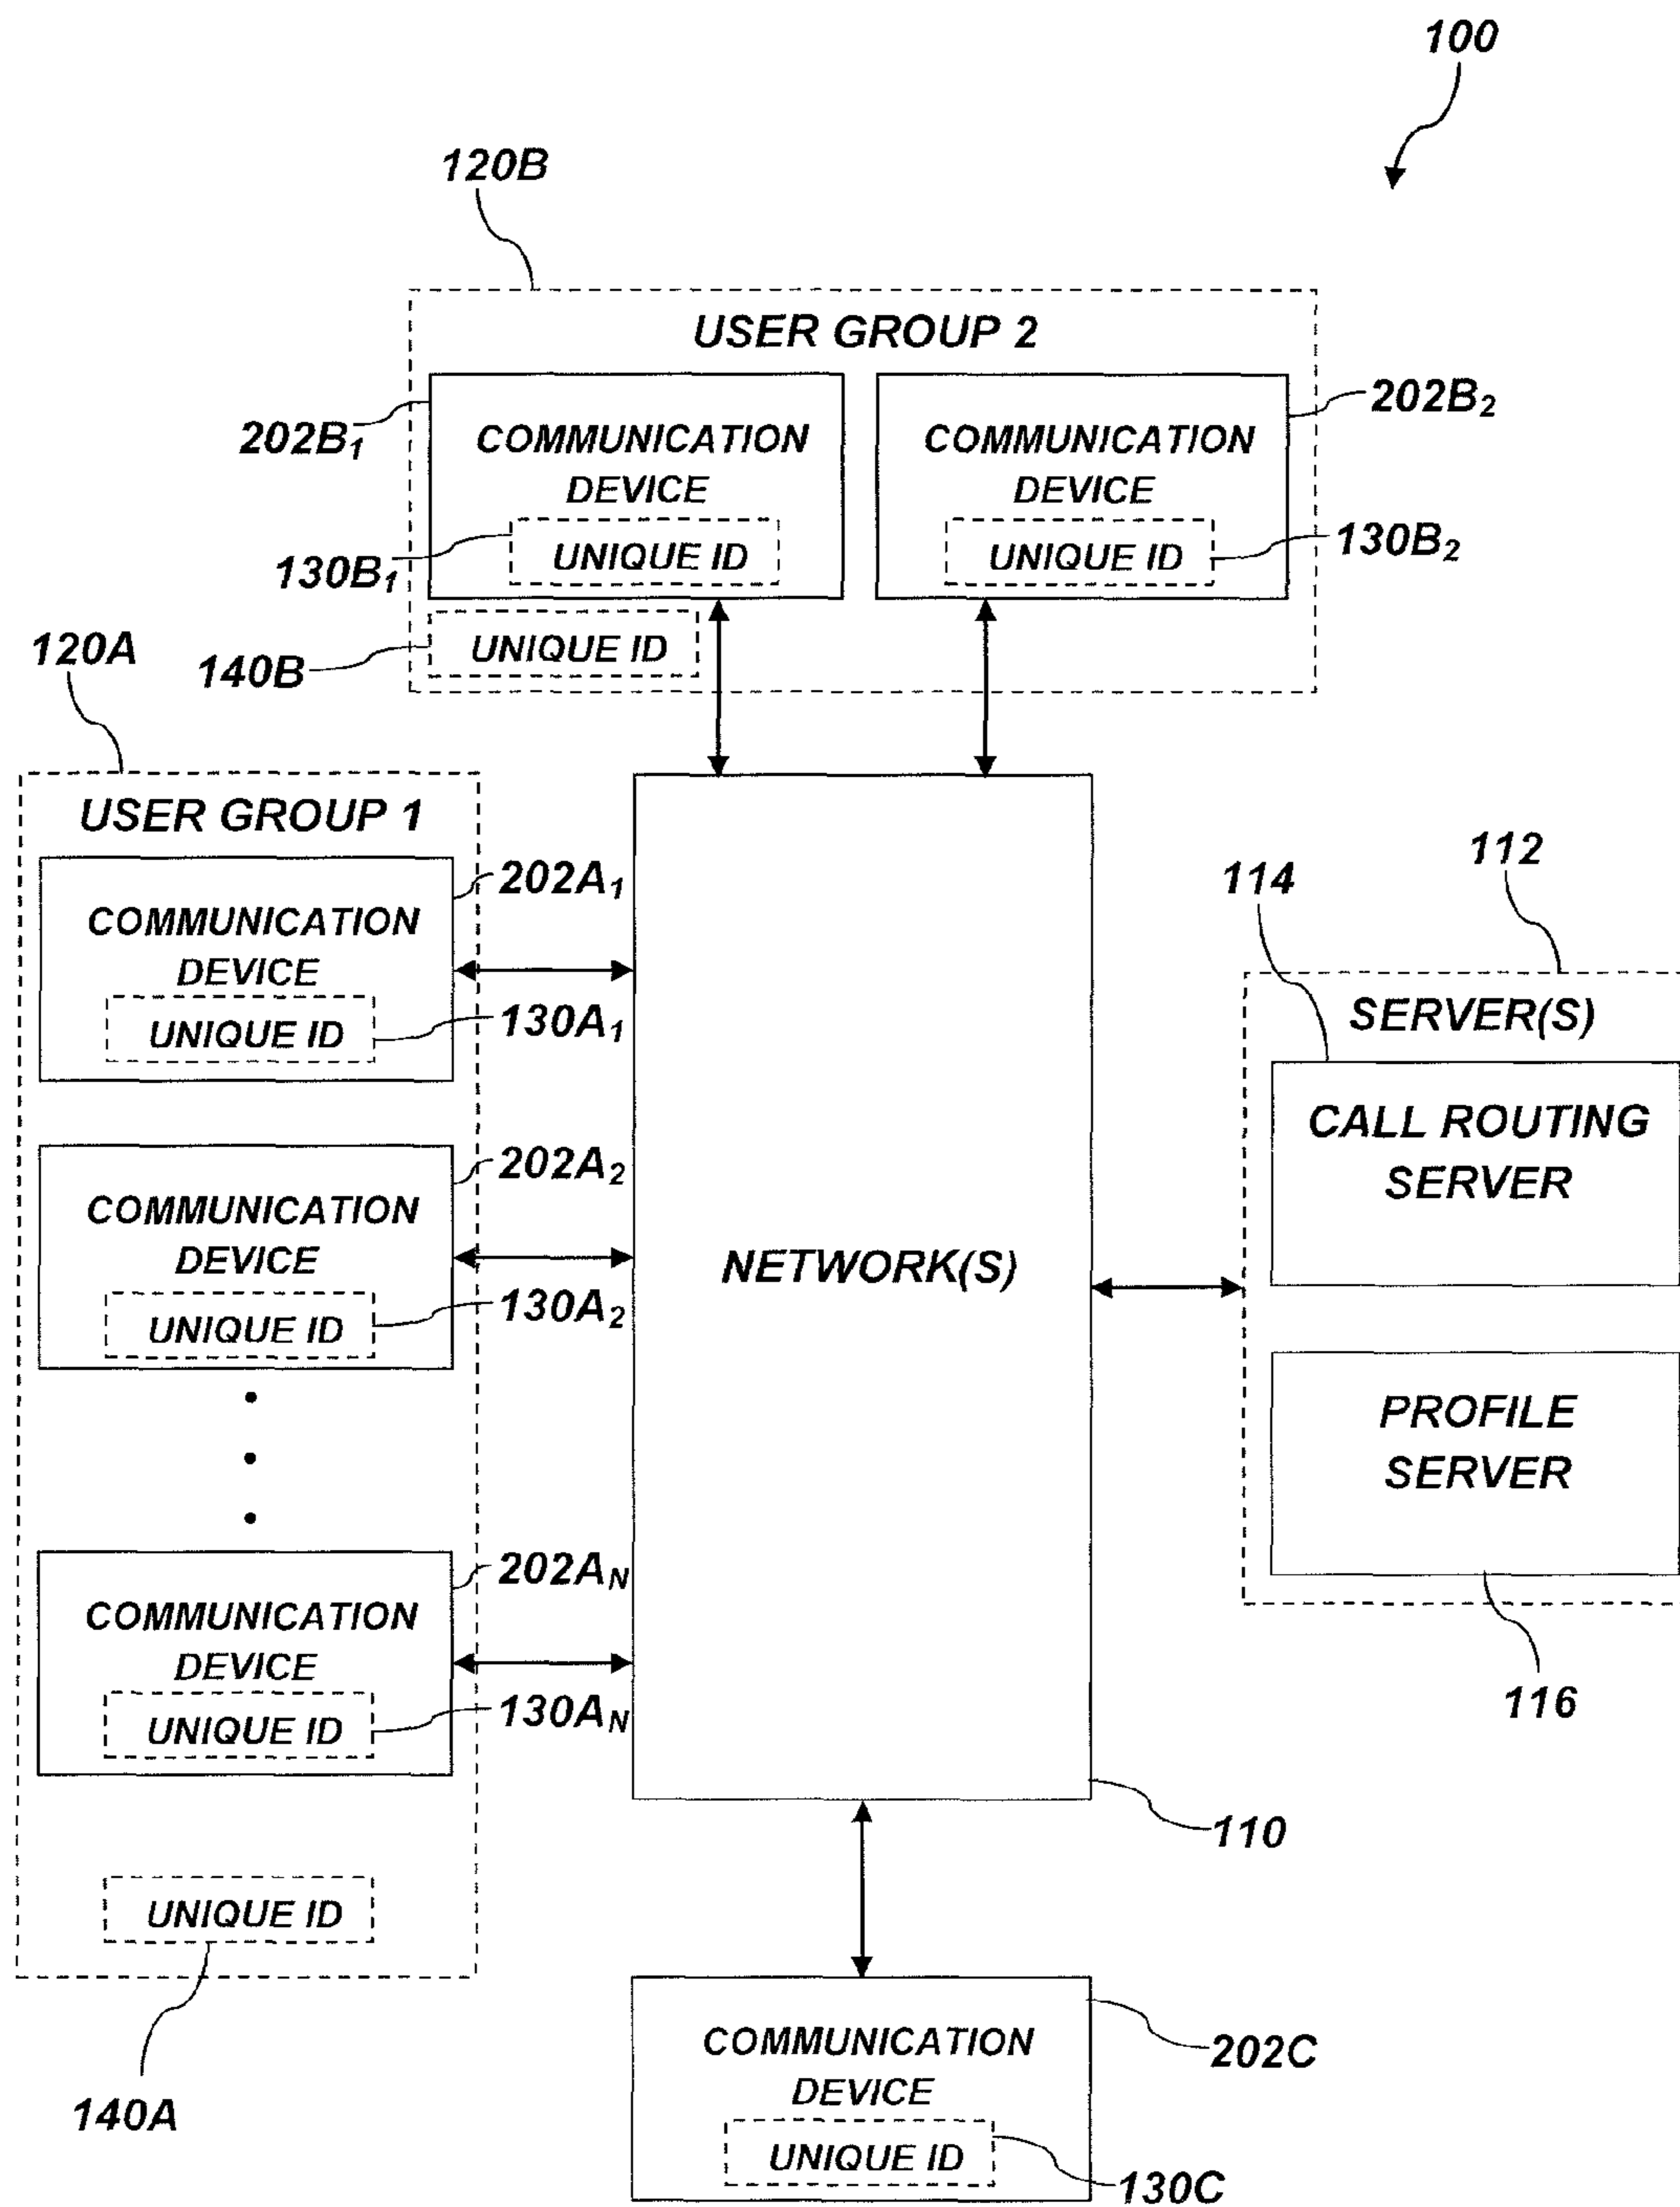 100
120B
USER GROUP 2
202B₁
COMMUNICATION
DEVICE
130B₁
UNIQUE ID
COMMUNICATION
DEVICE
202B₂
UNIQUE ID
130B₂
140B
UNIQUE ID
120A
USER GROUP 1
COMMUNICATION
DEVICE
202A₁
UNIQUE ID
130A₁
COMMUNICATION
DEVICE
202A₂
UNIQUE ID
130A₂
COMMUNICATION
DEVICE
202A_N
UNIQUE ID
130A_N
UNIQUE ID
140A
NETWORK(S)
110
112
114
SERVER(S)
CALL ROUTING
SERVER
PROFILE
SERVER
116
COMMUNICATION
DEVICE
202C
UNIQUE ID
130C